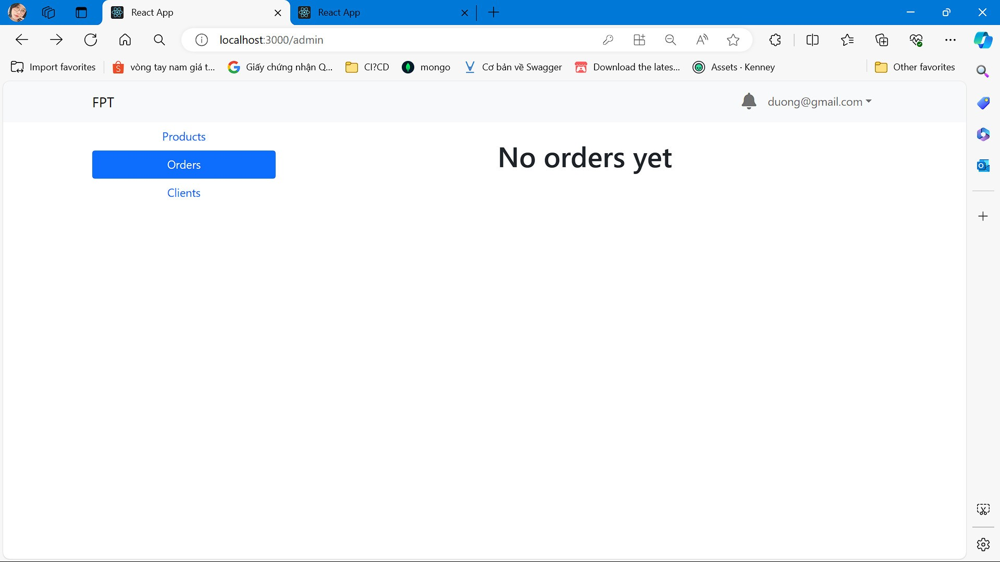 React App
React App
localhost:3000/admin
Import favorites
vòng tay nam giá t...
Giấy chứng nhận Q...
CI?CD
mongo
Cơ bản về Swagger
Download the lates...
Assets · Kenney
Other favorites
FPT
duong@gmail.com
Products
Orders
Clients
No orders yet